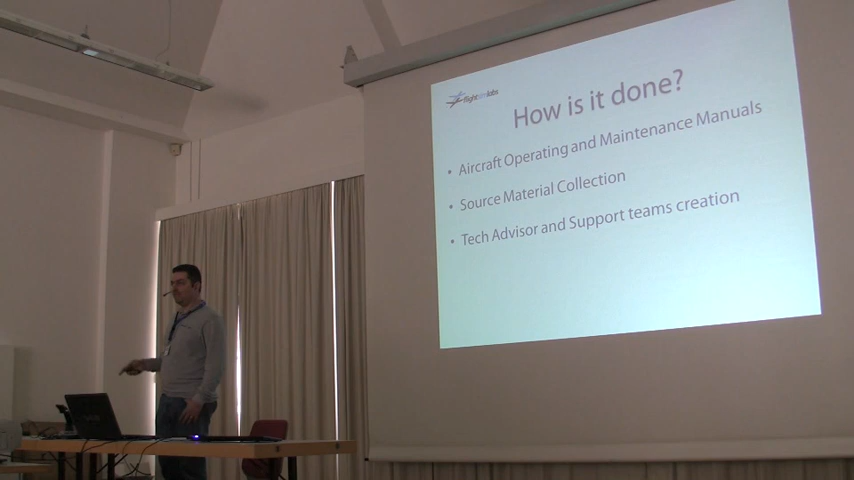 flightsimlabs
How is it done?
• Aircraft Operating and Maintenance Manuals
• Source Material Collection
• Tech Advisor and Support teams creation